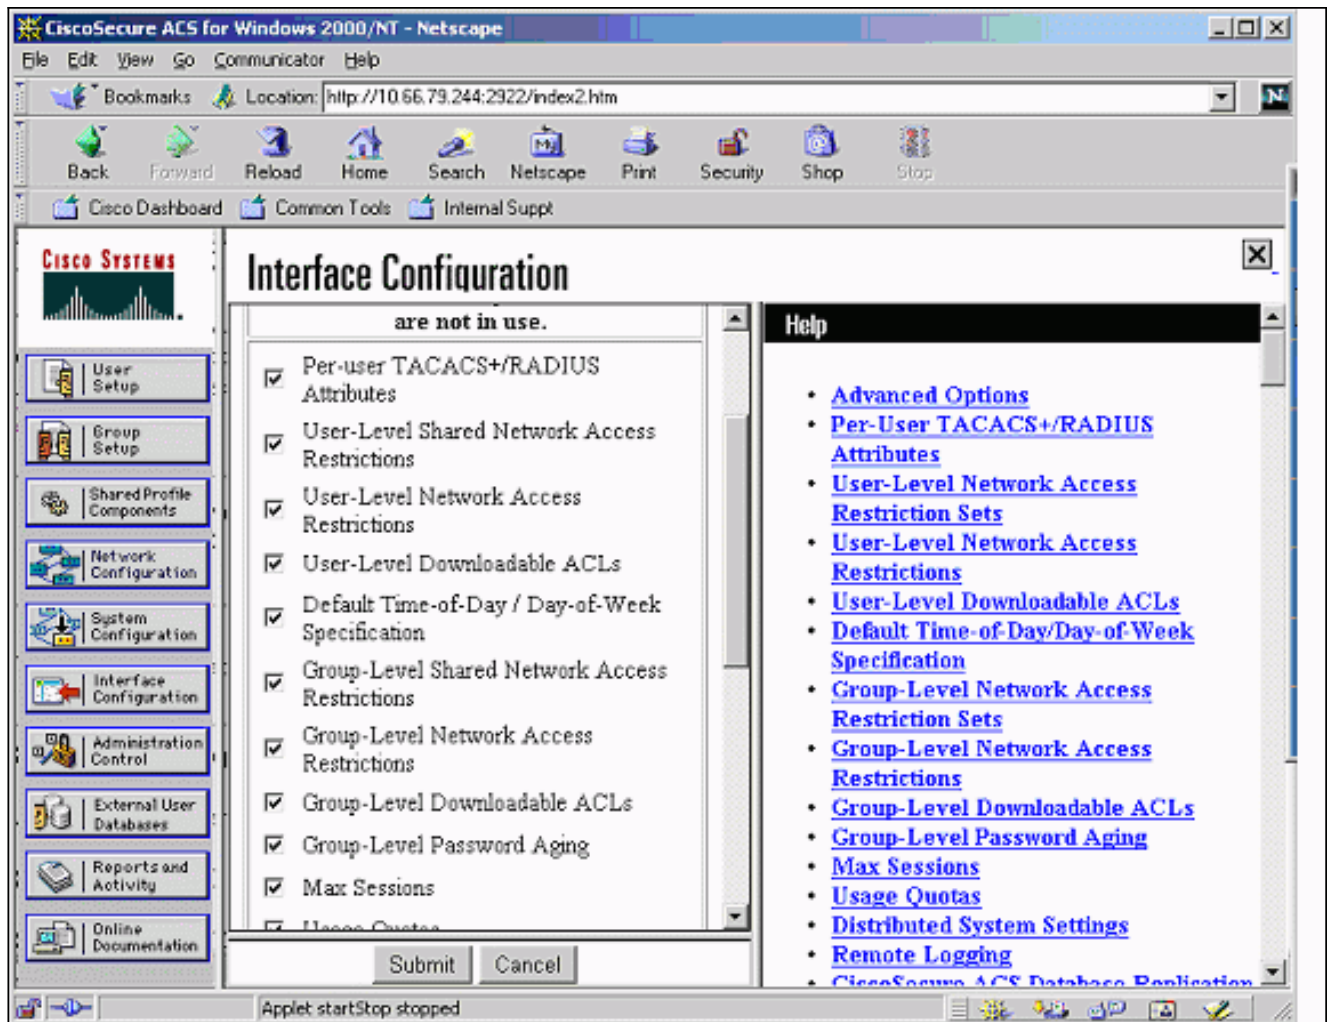 CiscoSecure ACS for Windows 2000/NT - Netscape
File Edit View Go Communicator Help
Bookmarks Location: http://10.66.79.244:2922/index2.htm
Back Forward Reload Home Search Netscape Print Security Shop Stop
Cisco Dashboard Common Tools Internal Suppt
CISCO SYSTEMS
User
Setup
Group
Setup
Shared Profile
Components
Network
Configuration
System
Configuration
Interface
Configuration
Administration
Control
External User
Databases
Reports and
Activity
Online
Documentation
Interface Configuration
are not in use.
Per-user TACACS+/RADIUS
Attributes
User-Level Shared Network Access
Restrictions
User-Level Network Access
Restrictions
User-Level Downloadable ACLs
Default Time-of-Day / Day-of-Week
Specification
Group-Level Shared Network Access
Restrictions
Group-Level Network Access
Restrictions
Group-Level Downloadable ACLs
Group-Level Password Aging
Max Sessions
Usage Quotas
Submit Cancel
Help
• Advanced Options
• Per-User TACACS+/RADIUS
Attributes
• User-Level Network Access
Restriction Sets
• User-Level Network Access
Restrictions
• User-Level Downloadable ACLs
• Default Time-of-Day/Day-of-Week
Specification
• Group-Level Network Access
Restriction Sets
• Group-Level Network Access
Restrictions
• Group-Level Downloadable ACLs
• Group-Level Password Aging
• Max Sessions
• Usage Quotas
• Distributed System Settings
• Remote Logging
• CiscoSecure ACS Database Replication
Applet startStop stopped